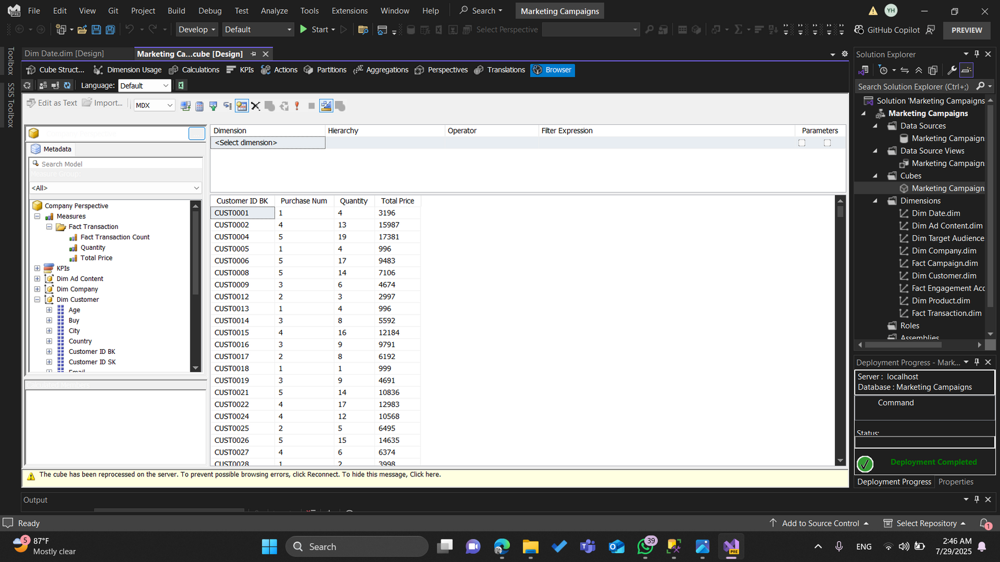 File Edit View Git Project Build Debug Test Analyze Tools Extensions Window Help Search Marketing Campaigns YH
Develop Default Start Select Perspective GitHub Copilot PREVIEW
Toolbox
SSIS Toolbox
Dim Date.dim [Design] Marketing Ca...cube [Design]
Cube Struct... Dimension Usage Calculations KPIs Actions Partitions Aggregations Perspectives Translations Browser
Language: Default
Edit as Text Import... MDX
Metadata
Search Model
Measure Group:
<All>
Company Perspective
Measures
Fact Transaction
Fact Transaction Count
Quantity
Total Price
KPIs
Dim Ad Content
Dim Company
Dim Customer
Age
Buy
City
Country
Customer ID BK
Customer ID SK
Email
Calculated Members
Dimension Hierarchy Operator Filter Expression Parameters
<Select dimension>
Customer ID BK Purchase Num Quantity Total Price
CUST0001 1 4 3196
CUST0002 4 13 15987
CUST0004 5 19 17381
CUST0005 1 4 996
CUST0006 5 17 9483
CUST0008 5 14 7106
CUST0009 3 6 4674
CUST0012 2 3 2997
CUST0013 1 4 996
CUST0014 3 8 5592
CUST0015 4 16 12184
CUST0016 3 9 9791
CUST0017 2 8 6192
CUST0018 1 1 999
CUST0019 3 9 4691
CUST0021 5 14 10836
CUST0022 4 17 12983
CUST0024 4 12 10568
CUST0025 2 5 6495
CUST0026 5 15 14635
CUST0027 4 6 6374
CUST0028 1 2 3998
The cube has been reprocessed on the server. To prevent possible browsing errors, click Reconnect. To hide this message, Click here.
Solution Explorer
Search Solution Explorer (Ctrl+;)
Solution 'Marketing Campaigns
Marketing Campaigns
Data Sources
Marketing Campaign
Data Source Views
Marketing Campaign
Cubes
Marketing Campaign
Dimensions
Dim Date.dim
Dim Ad Content.dim
Dim Target Audience
Dim Company.dim
Fact Campaign.dim
Dim Customer.dim
Fact Engagement Acc
Dim Product.dim
Fact Transaction.dim
Roles
Assemblies
Deployment Progress - Mark...
Server : localhost
Database : Marketing Campaigns
Command
Status:
Deployment Completed
Deployment Progress Properties
Output
Ready Add to Source Control Select Repository 1
5 87°F
Mostly clear
Search 39 PRE ENG 2:46 AM
7/29/2025